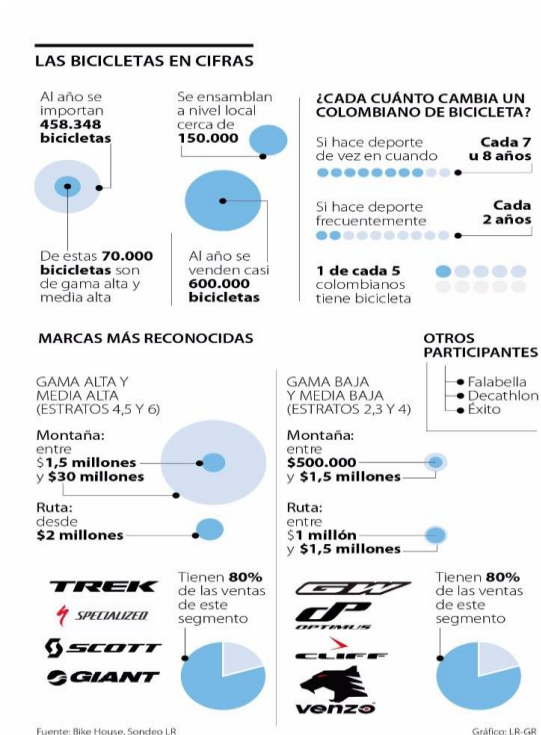 LAS BICICLETAS EN CIFRAS
Al año se
importan
458.348
bicicletas
De estas 70.000
bicicletas son
de gama alta y
media alta
Se ensamblan
a nivel local
cerca de
150.000
Al año se
venden casi
600.000
bicicletas
¿CADA CUÁNTO CAMBIA UN
COLOMBIANO DE BICICLETA?
Si hace deporte
de vez en cuando
Cada 7
u 8 años
Si hace deporte
frecuentemente
Cada
2 años
1 de cada 5
colombianos
tiene bicicleta
MARCAS MÁS RECONOCIDAS
GAMA ALTA Y
MEDIA ALTA
(ESTRATOS 4,5 Y 6)
Montaña:
entre
$1,5 millones
y $30 millones
Ruta:
desde
$2 millones
TREK
SPECIALIZED
SCOTT
GIANT
Tienen 80%
de las ventas
de este
segmento
GAMA BAJA
Y MEDIA BAJA
(ESTRATOS 2,3 Y 4)
Montaña:
entre
$500.000
y $1,5 millones
Ruta:
entre
$1 millón
y $1,5 millones
GW
OPTIMUS
CLIFF
venzo
Tienen 80%
de las ventas
de este
segmento
OTROS
PARTICIPANTES
Falabella
Decathlon
Éxito
Fuente: Bike House, Sondeo LR
Gráfico: LR-GR